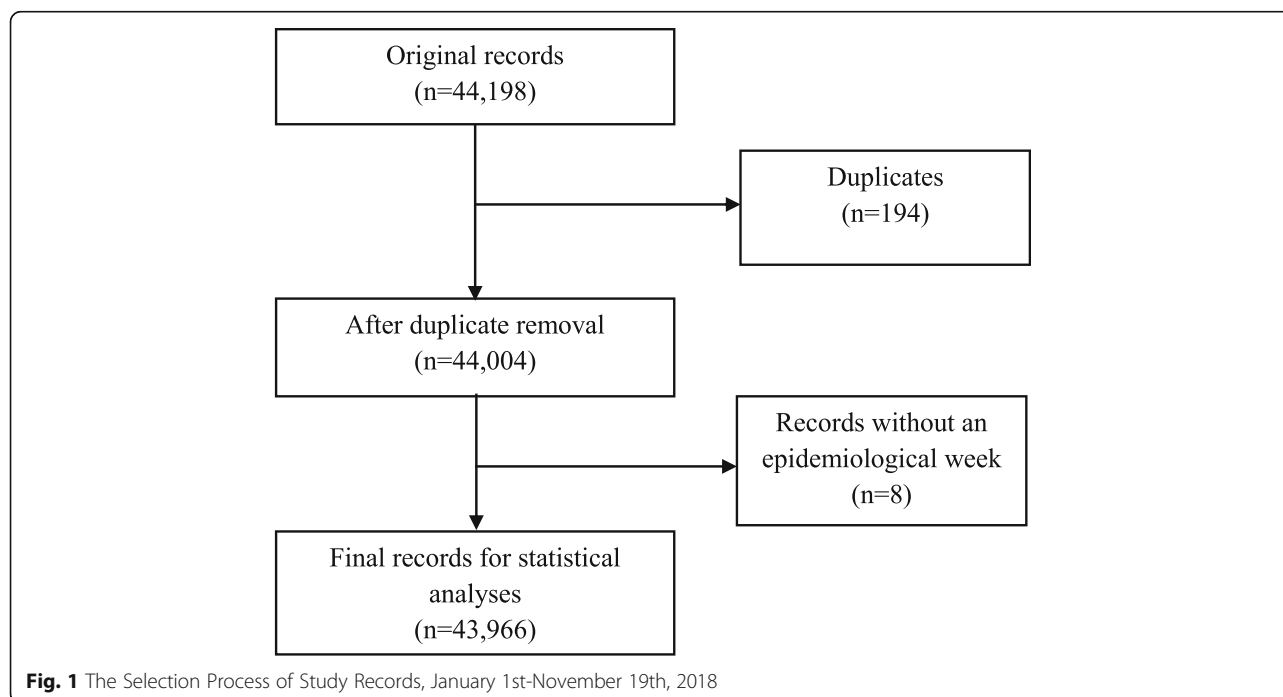 Original records
(n=44,198)
Duplicates
(n=194)
After duplicate removal
(n=44,004)
Records without an
epidemiological week
(n=8)
Final records for statistical
analyses
(n=43,966)
Fig. 1 The Selection Process of Study Records, January 1st-November 19th, 2018